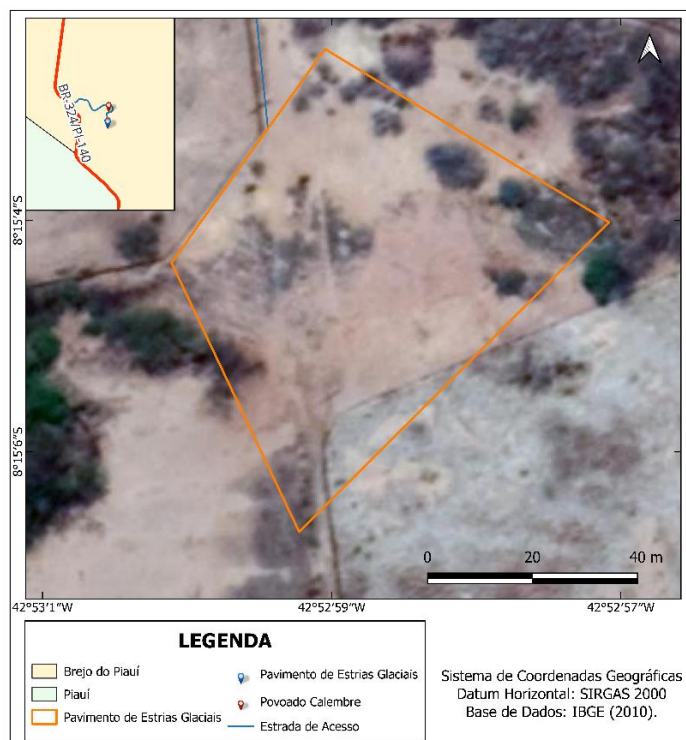 BR-324/PI-140
8°15'4"S
8°15'6"S
0 20 40 m
42°53'1"W 42°52'59"W 42°52'57"W
LEGENDA
Brejo do Piauí
Piauí
Pavimento de Estrias Glaciais
Pavimento de Estrias Glaciais
Povoado Calembre
Estrada de Acesso
Sistema de Coordenadas Geográficas
Datum Horizontal: SIRGAS 2000
Base de Dados: IBGE (2010).